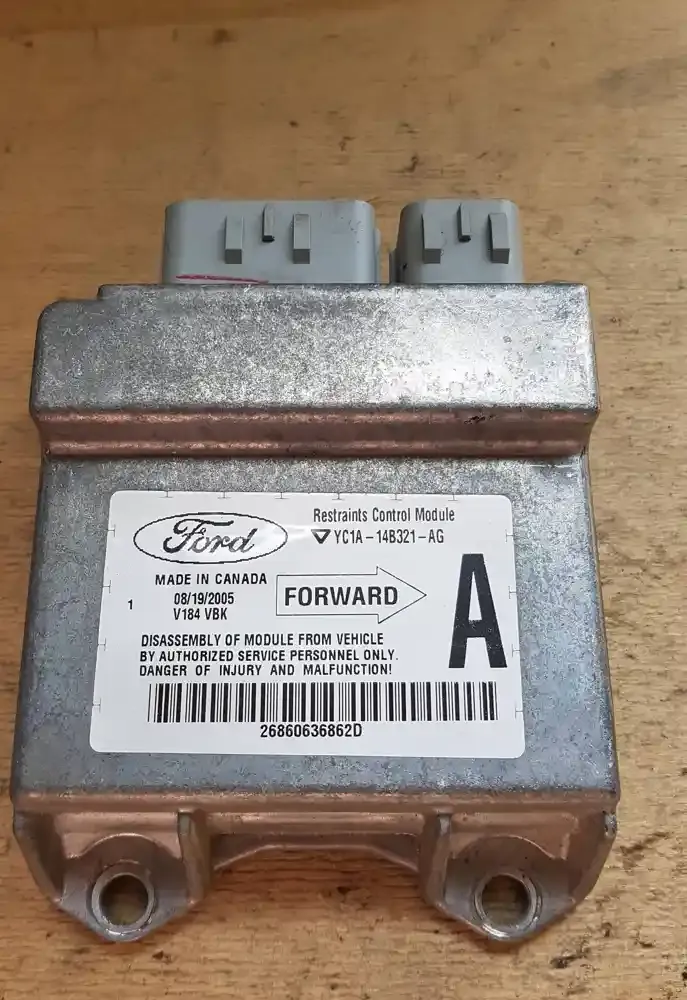 Ford
Restraints Control Module
YC1A-14B321-AG
MADE IN CANADA
08/19/2005
V184 VBK
1
FORWARD
A
DISASSEMBLY OF MODULE FROM VEHICLE
BY AUTHORIZED SERVICE PERSONNEL ONLY.
DANGER OF INJURY AND MALFUNCTION!
26860636862D